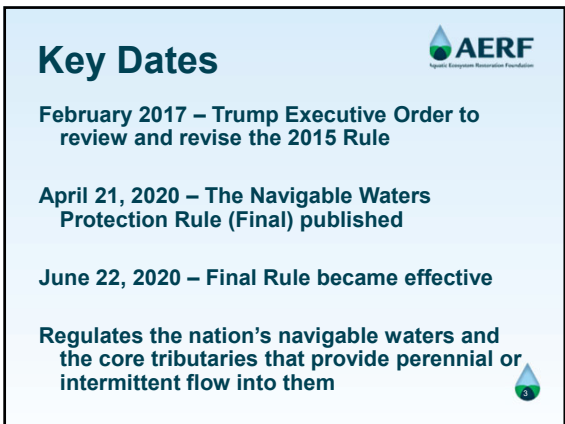 Key Dates
AERF
Aquatic Ecosystem Restoration Foundation
February 2017 – Trump Executive Order to
review and revise the 2015 Rule
April 21, 2020 – The Navigable Waters
Protection Rule (Final) published
June 22, 2020 – Final Rule became effective
Regulates the nation’s navigable waters and
the core tributaries that provide perennial or
intermittent flow into them
3